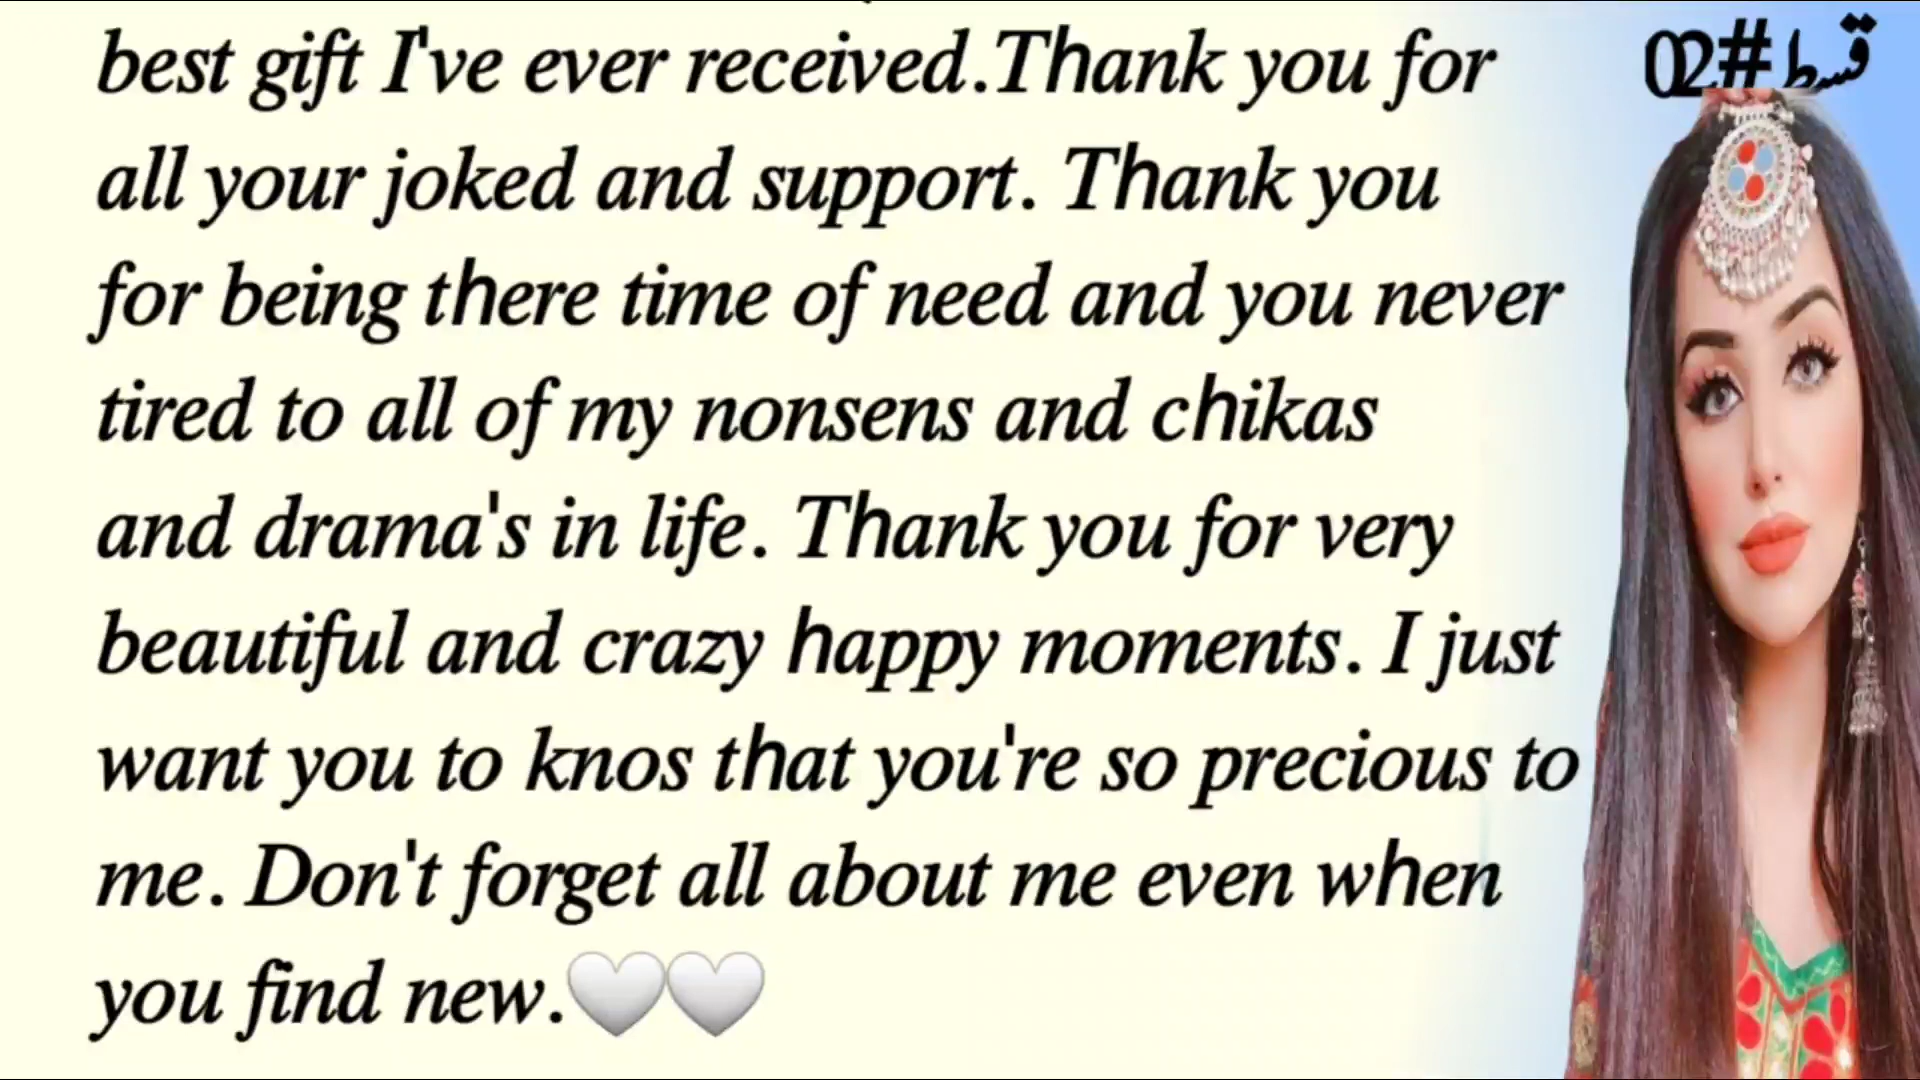 best gift I've ever received.Thank you for
all your joked and support. Thank you
for being there time of need and you never
tired to all of my nonsens and chikas
and drama's in life. Thank you for very
beautiful and crazy happy moments. I just
want you to knos that you're so precious to
me. Don't forget all about me even when
you find new.🤍🤍
قسط#02